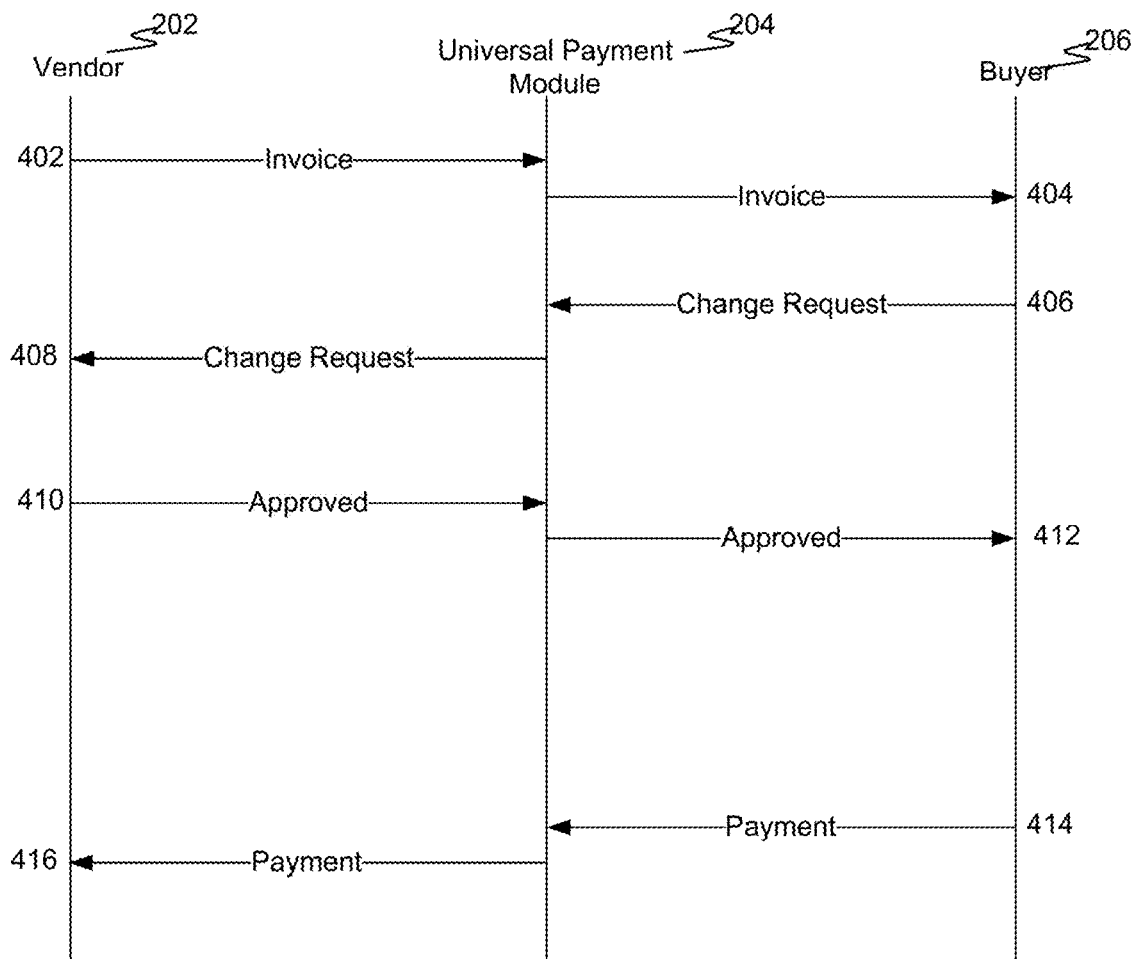 202
204
206
Vendor
Universal Payment
Module
Buyer
402 Invoice
Invoice 404
Change Request 406
408 Change Request
410 Approved
Approved 412
Payment 414
416 Payment